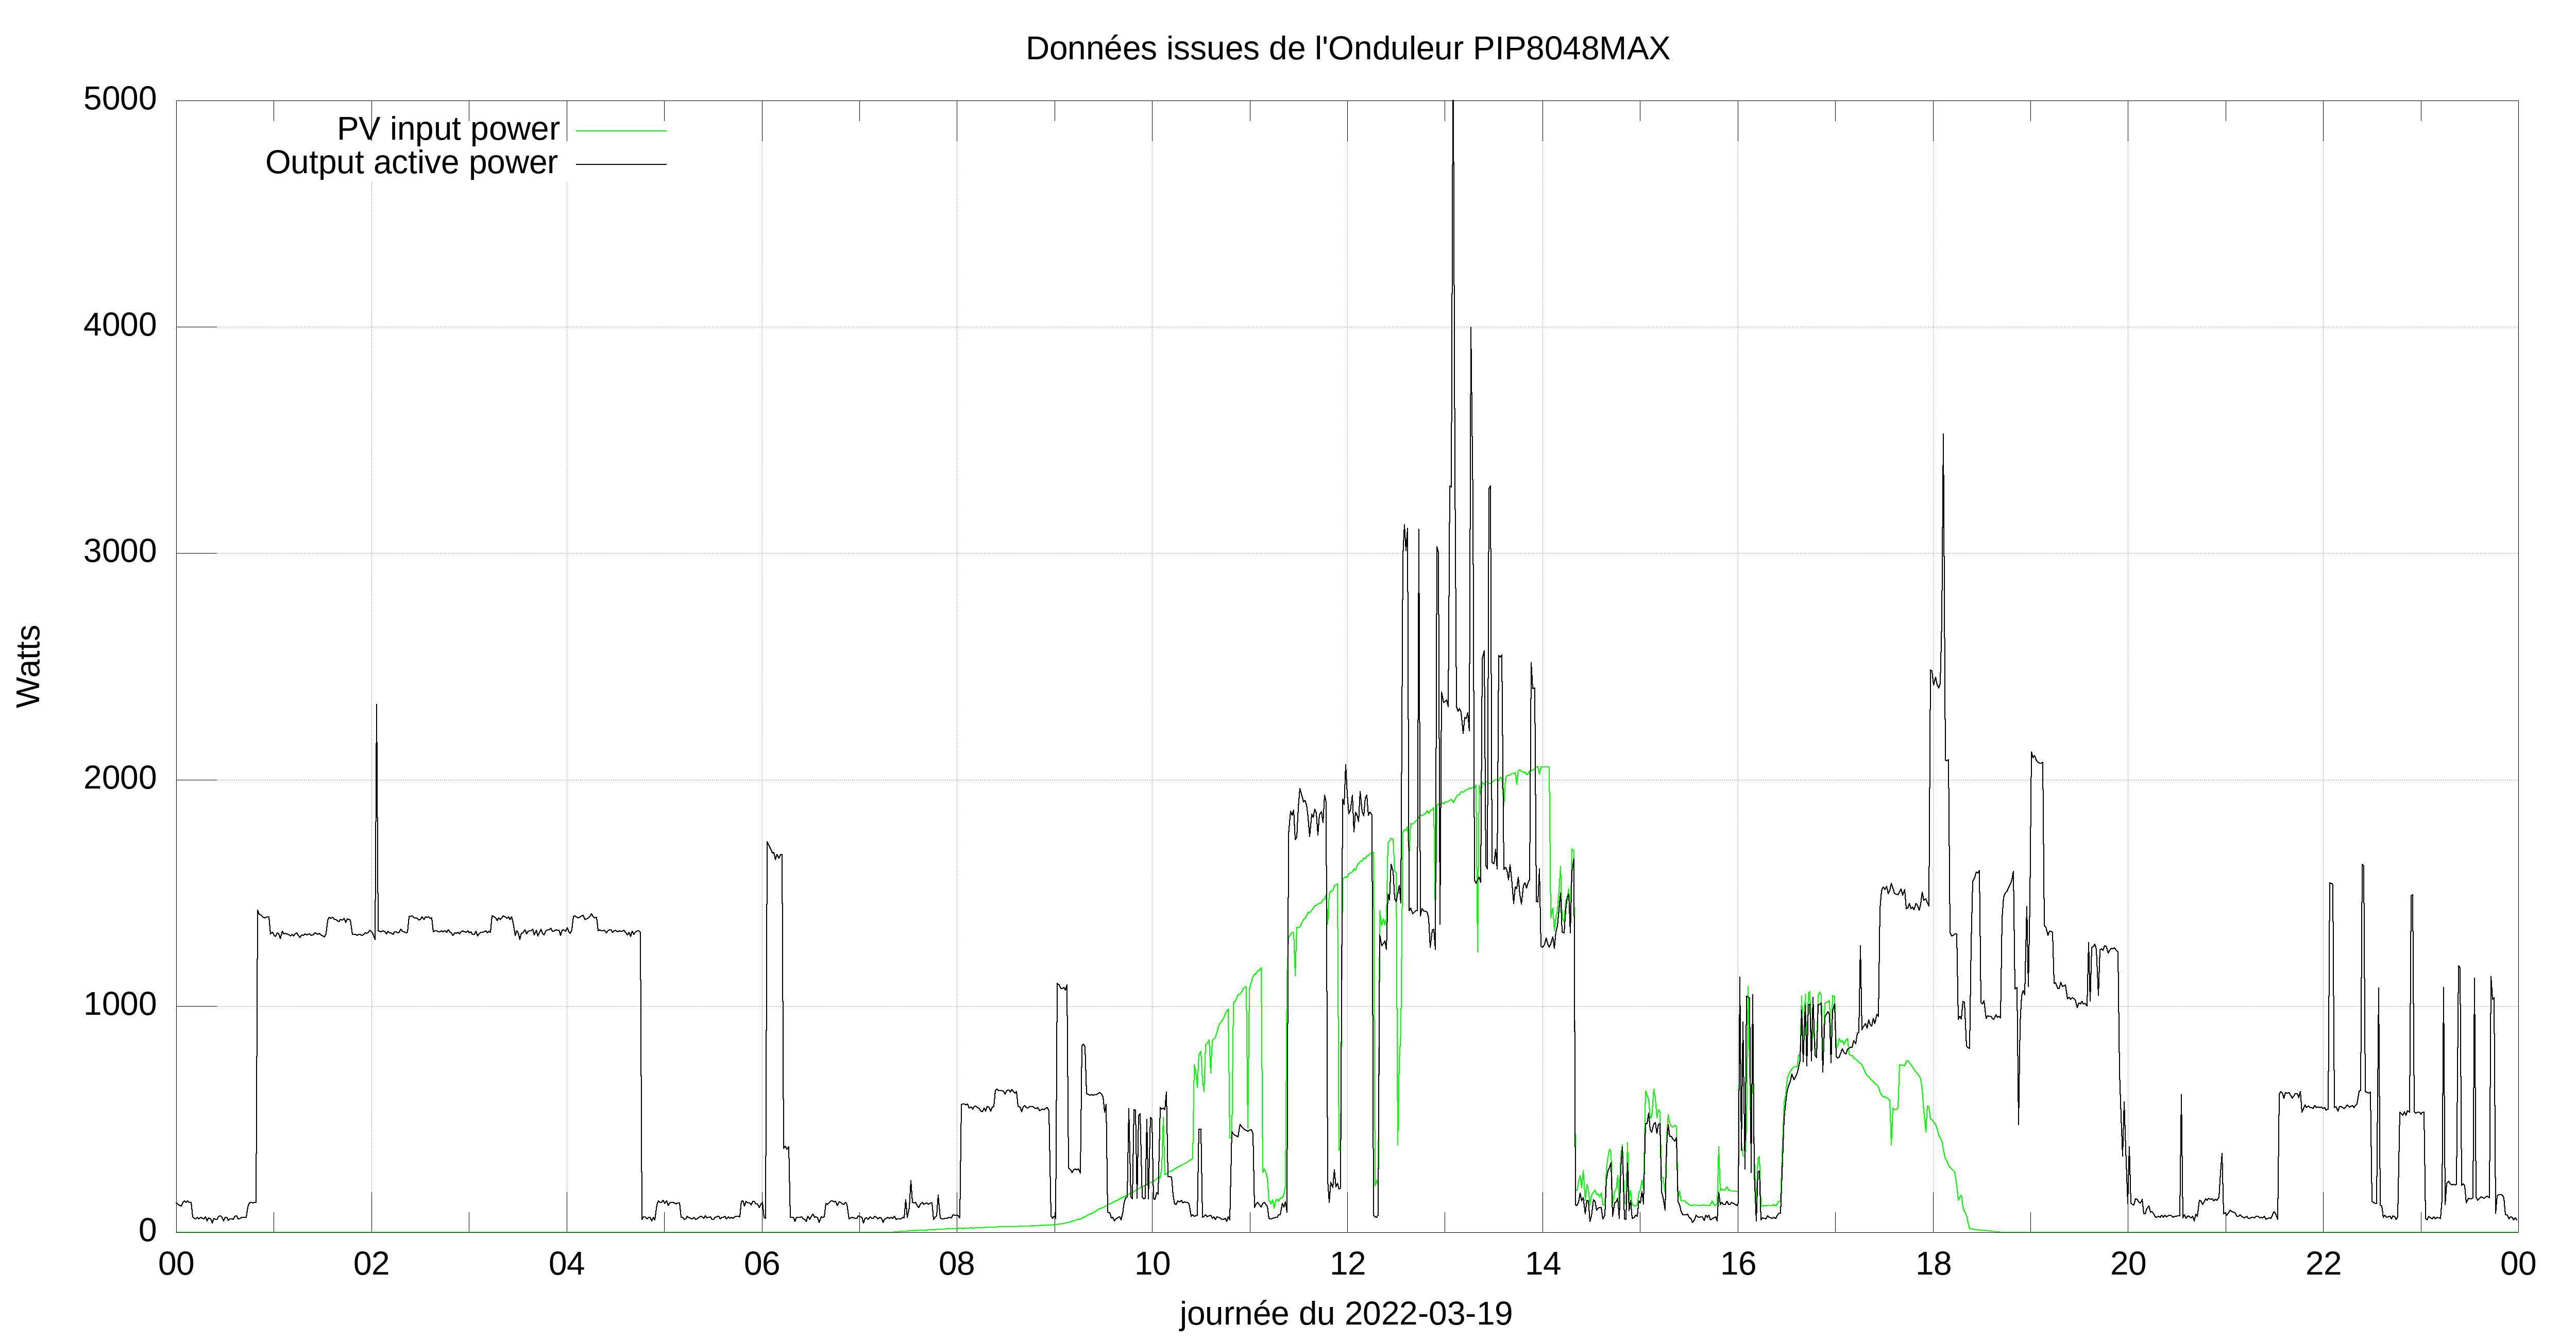 Données issues de l'Onduleur PIP8048MAX
5000
PV input power
Output active power
4000
3000
Watts
2000
1000
0
00 02 04 06 08 10 12 14 16 18 20 22 00
journée du 2022-03-19